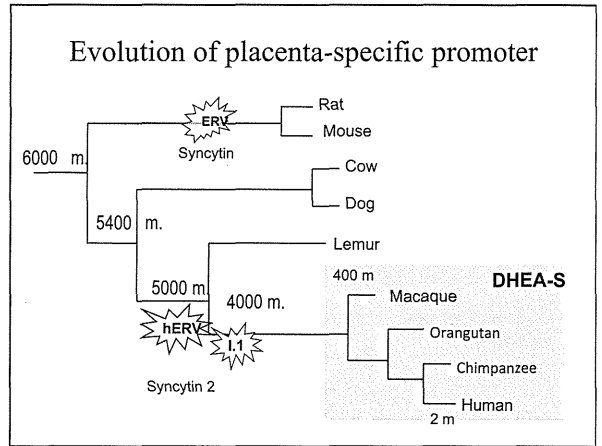 Evolution of placenta-specific promoter
ERV
Rat
Mouse
Syncytin
6000 m.
Cow
Dog
5400 m.
Lemur
5000 m.
4000 m.
400 m
DHEA-S
Macaque
hERV
I.1
Orangutan
Chimpanzee
Syncytin 2
Human
2 m